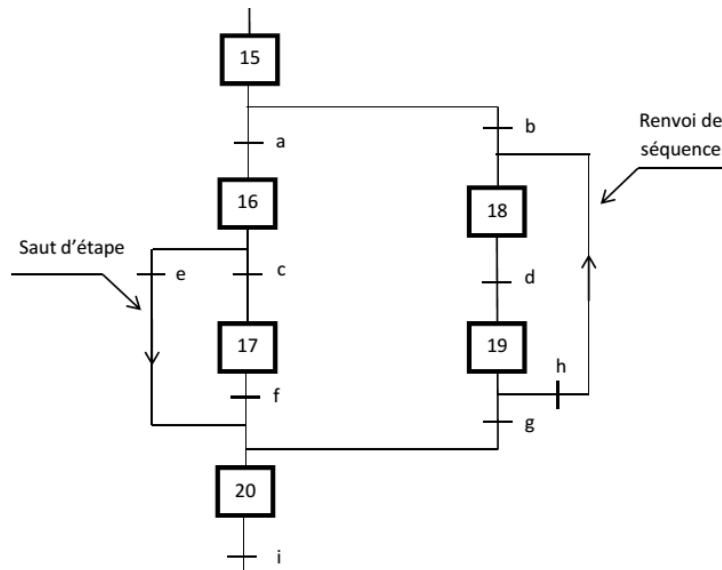 15
a
b
Renvoi de
séquence
16
18
Saut d'étape
e
c
d
17
19
h
f
g
20
i